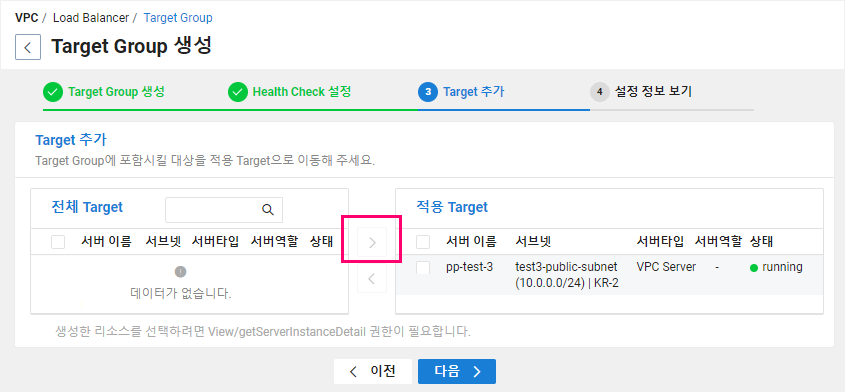 VPC / Load Balancer / Target Group
Target Group 생성
Target Group 생성
Health Check 설정
3 Target 추가
4 설정 정보 보기
Target 추가
Target Group에 포함시킬 대상을 적용 Target으로 이동해 주세요.
전체 Target
서버 이름 서브넷 서버타입 서버역할 상태
데이터가 없습니다.
적용 Target
서버 이름 서브넷 서버타입 서버역할 상태
pp-test-3 test3-public-subnet VPC Server - running
(10.0.0.0/24) | KR-2
생성한 리소스를 선택하려면 View/getServerInstanceDetail 권한이 필요합니다.
이전 다음